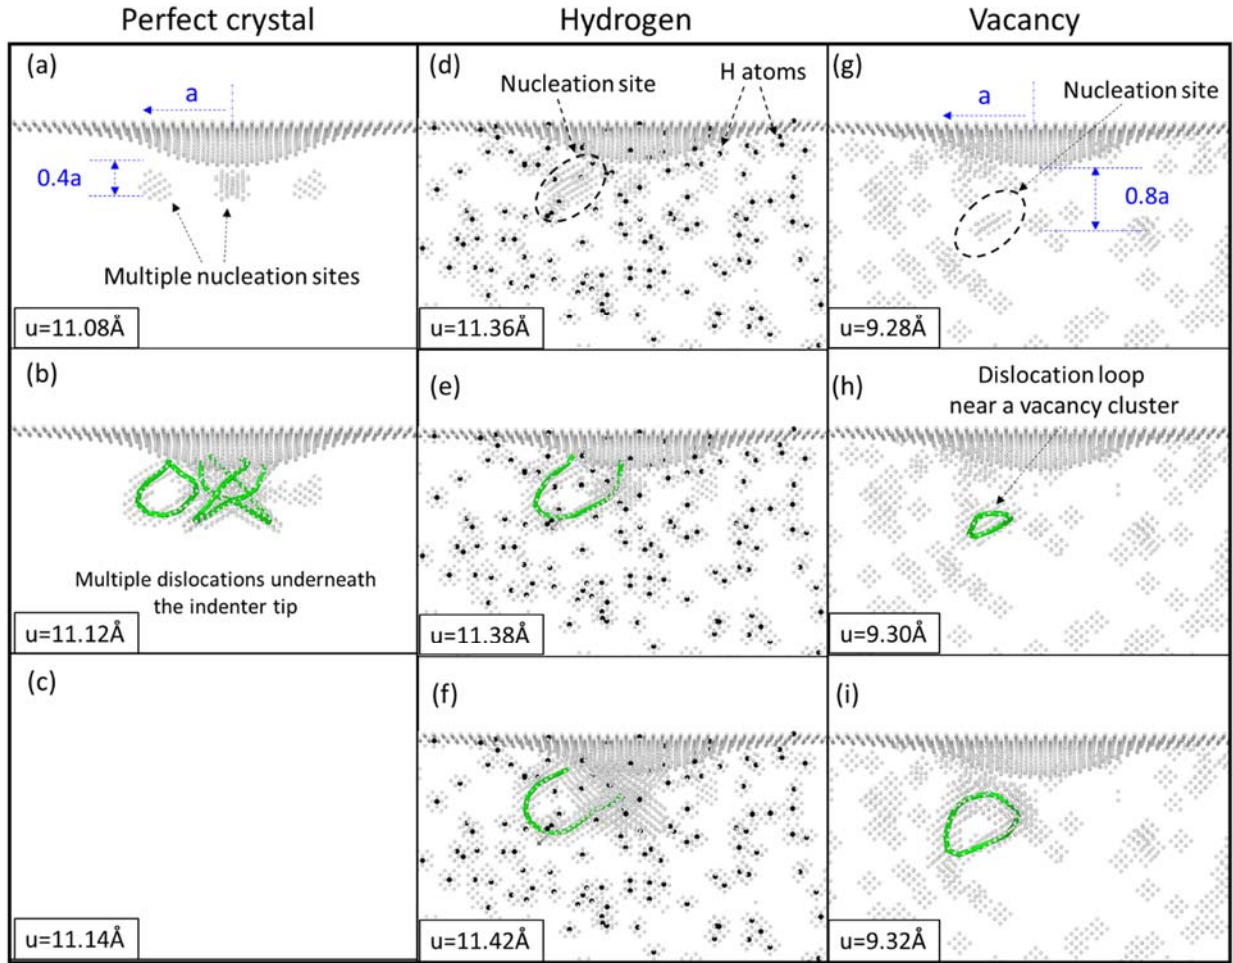 Perfect crystal
Hydrogen
Vacancy
(a)
a
0.4a
Multiple nucleation sites
u=11.08Å
(d)
Nucleation site
H atoms
u=11.36Å
(g)
a
Nucleation site
0.8a
u=9.28Å
(b)
Multiple dislocations underneath
the indenter tip
u=11.12Å
(e)
u=11.38Å
(h)
Dislocation loop
near a vacancy cluster
u=9.30Å
(c)
u=11.14Å
(f)
u=11.42Å
(i)
u=9.32Å